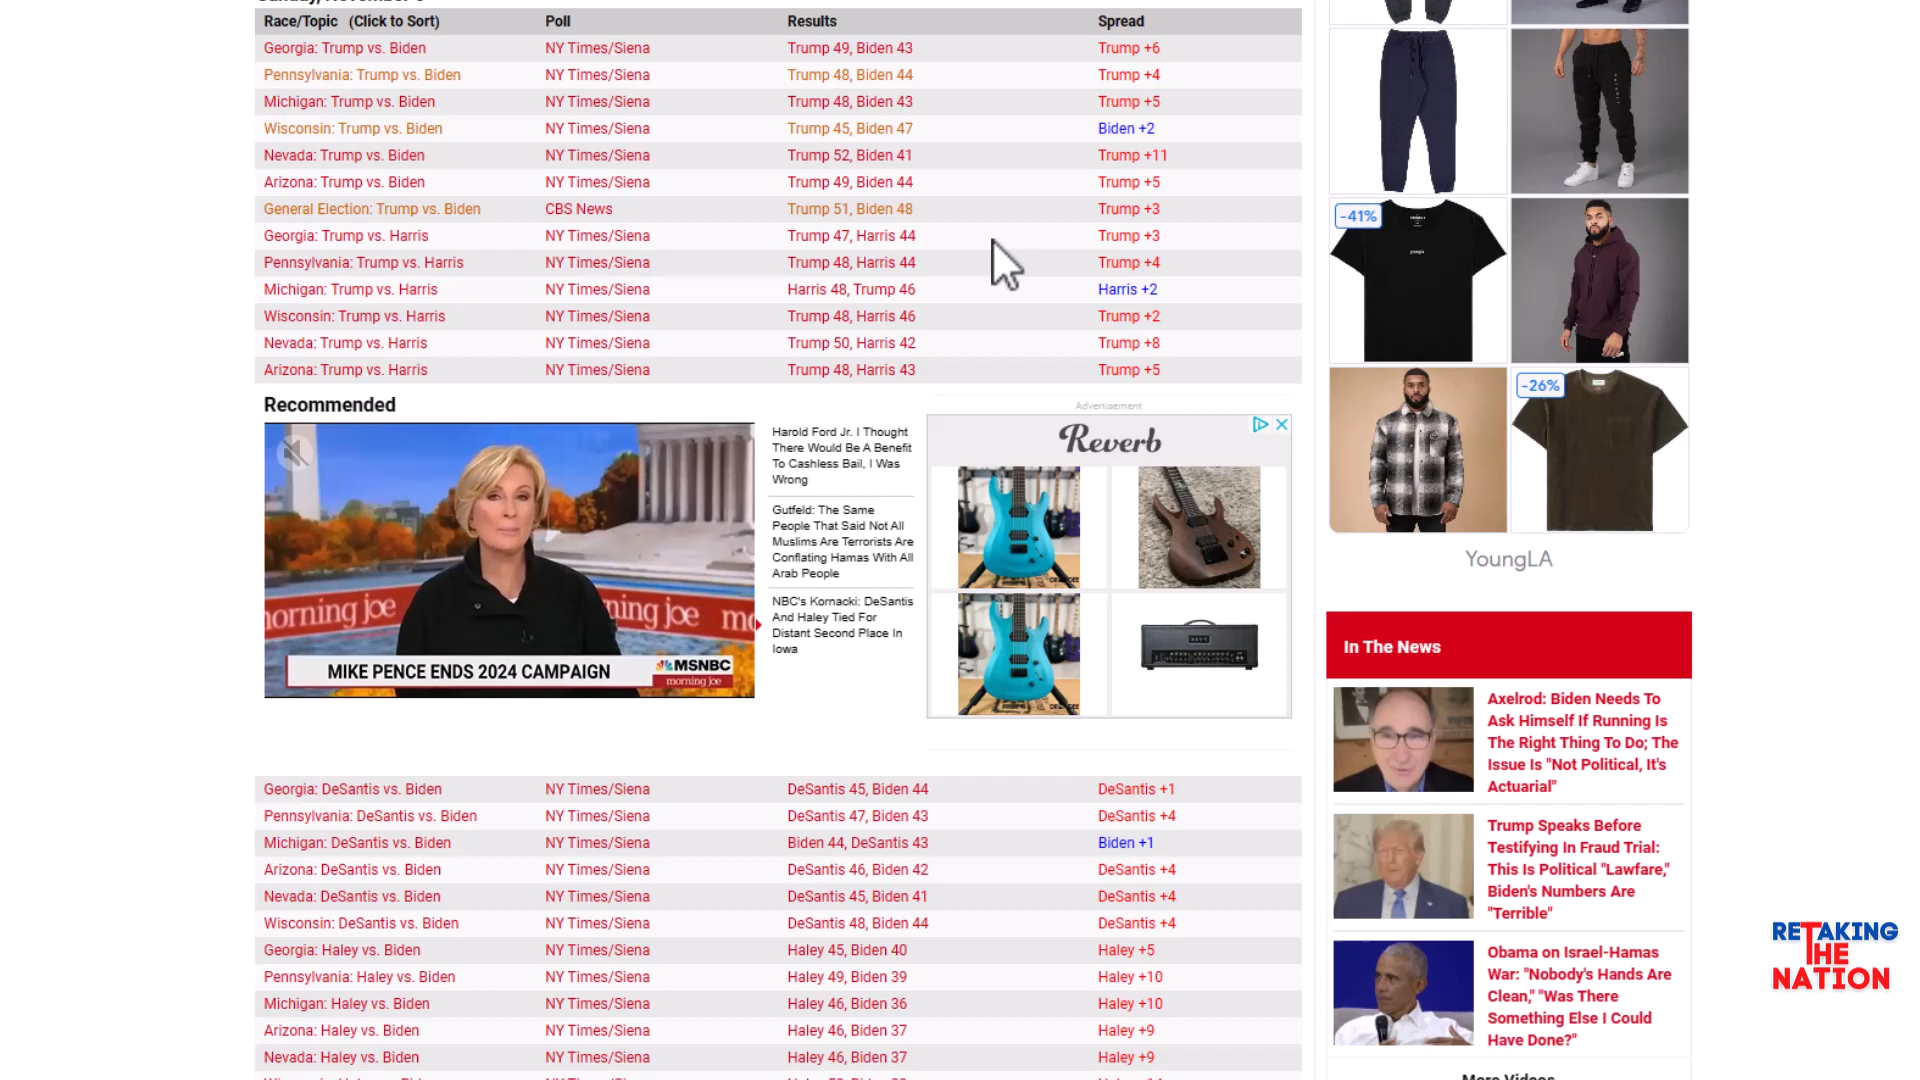 Race/Topic (Click to Sort) Poll Results Spread
Georgia: Trump vs. Biden NY Times/Siena Trump 49, Biden 43 Trump +6
Pennsylvania: Trump vs. Biden NY Times/Siena Trump 48, Biden 44 Trump +4
Michigan: Trump vs. Biden NY Times/Siena Trump 48, Biden 43 Trump +5
Wisconsin: Trump vs. Biden NY Times/Siena Trump 45, Biden 47 Biden +2
Nevada: Trump vs. Biden NY Times/Siena Trump 52, Biden 41 Trump +11
Arizona: Trump vs. Biden NY Times/Siena Trump 49, Biden 44 Trump +5
General Election: Trump vs. Biden CBS News Trump 51, Biden 48 Trump +3
Georgia: Trump vs. Harris NY Times/Siena Trump 47, Harris 44 Trump +3
Pennsylvania: Trump vs. Harris NY Times/Siena Trump 48, Harris 44 Trump +4
Michigan: Trump vs. Harris NY Times/Siena Harris 48, Trump 46 Harris +2
Wisconsin: Trump vs. Harris NY Times/Siena Trump 48, Harris 46 Trump +2
Nevada: Trump vs. Harris NY Times/Siena Trump 50, Harris 42 Trump +8
Arizona: Trump vs. Harris NY Times/Siena Trump 48, Harris 43 Trump +5
Recommended
morning joe
ning joe
mo
MIKE PENCE ENDS 2024 CAMPAIGN
MSNBC
morning joe
Harold Ford Jr. I Thought
There Would Be A Benefit
To Cashless Bail, I Was
Wrong
Gutfeld: The Same
People That Said Not All
Muslims Are Terrorists Are
Conflating Hamas With All
Arab People
NBC's Kornacki: DeSantis
And Haley Tied For
Distant Second Place In
Iowa
Advertisement
Reverb
Georgia: DeSantis vs. Biden NY Times/Siena DeSantis 45, Biden 44 DeSantis +1
Pennsylvania: DeSantis vs. Biden NY Times/Siena DeSantis 47, Biden 43 DeSantis +4
Michigan: DeSantis vs. Biden NY Times/Siena Biden 44, DeSantis 43 Biden +1
Arizona: DeSantis vs. Biden NY Times/Siena DeSantis 46, Biden 42 DeSantis +4
Nevada: DeSantis vs. Biden NY Times/Siena DeSantis 45, Biden 41 DeSantis +4
Wisconsin: DeSantis vs. Biden NY Times/Siena DeSantis 48, Biden 44 DeSantis +4
Georgia: Haley vs. Biden NY Times/Siena Haley 45, Biden 40 Haley +5
Pennsylvania: Haley vs. Biden NY Times/Siena Haley 49, Biden 39 Haley +10
Michigan: Haley vs. Biden NY Times/Siena Haley 46, Biden 36 Haley +10
Arizona: Haley vs. Biden NY Times/Siena Haley 46, Biden 37 Haley +9
Nevada: Haley vs. Biden NY Times/Siena Haley 46, Biden 37 Haley +9
-41%
-26%
YoungLA
In The News
Axelrod: Biden Needs To
Ask Himself If Running Is
The Right Thing To Do; The
Issue Is "Not Political, It's
Actuarial"
Trump Speaks Before
Testifying In Fraud Trial:
This Is Political "Lawfare,"
Biden's Numbers Are
"Terrible"
Obama on Israel-Hamas
War: "Nobody's Hands Are
Clean," "Was There
Something Else I Could
Have Done?"
More Videos
RETAKING
THE
NATION